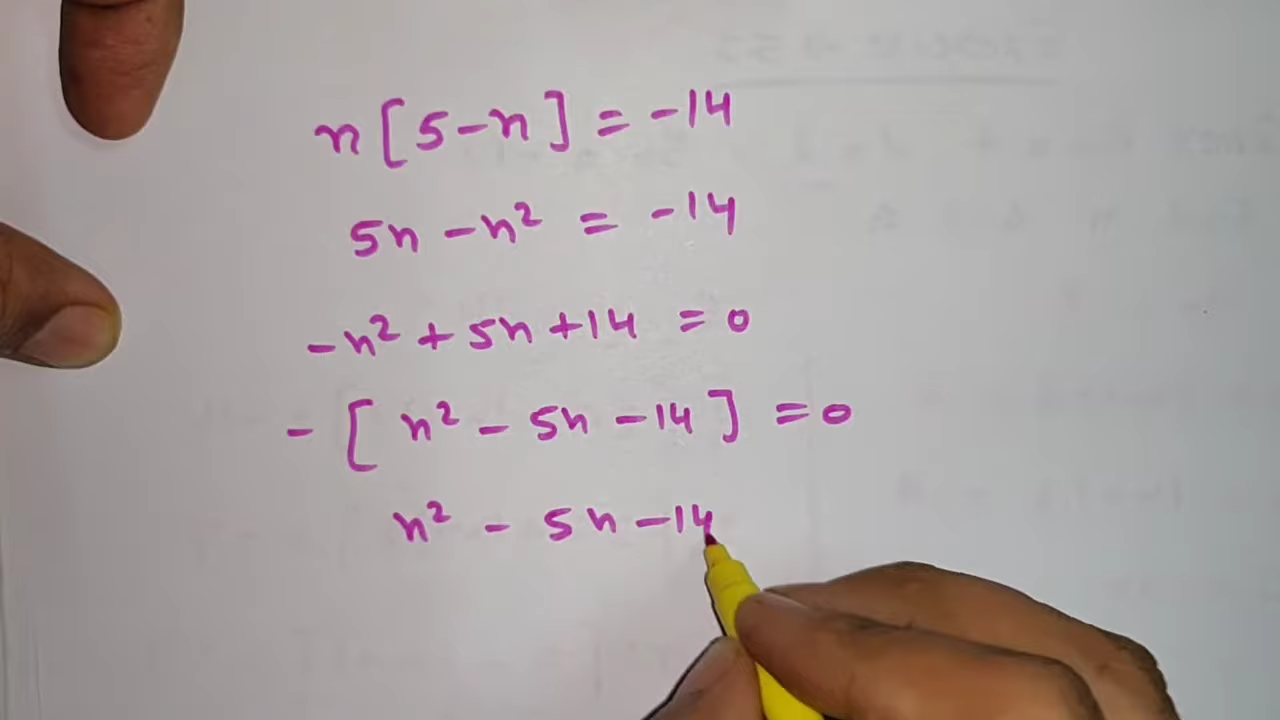 n[5-n] = -14
5n - n² = -14
-n² + 5n + 14 = 0
- [ n² - 5n - 14 ] = 0
n² - 5n - 14